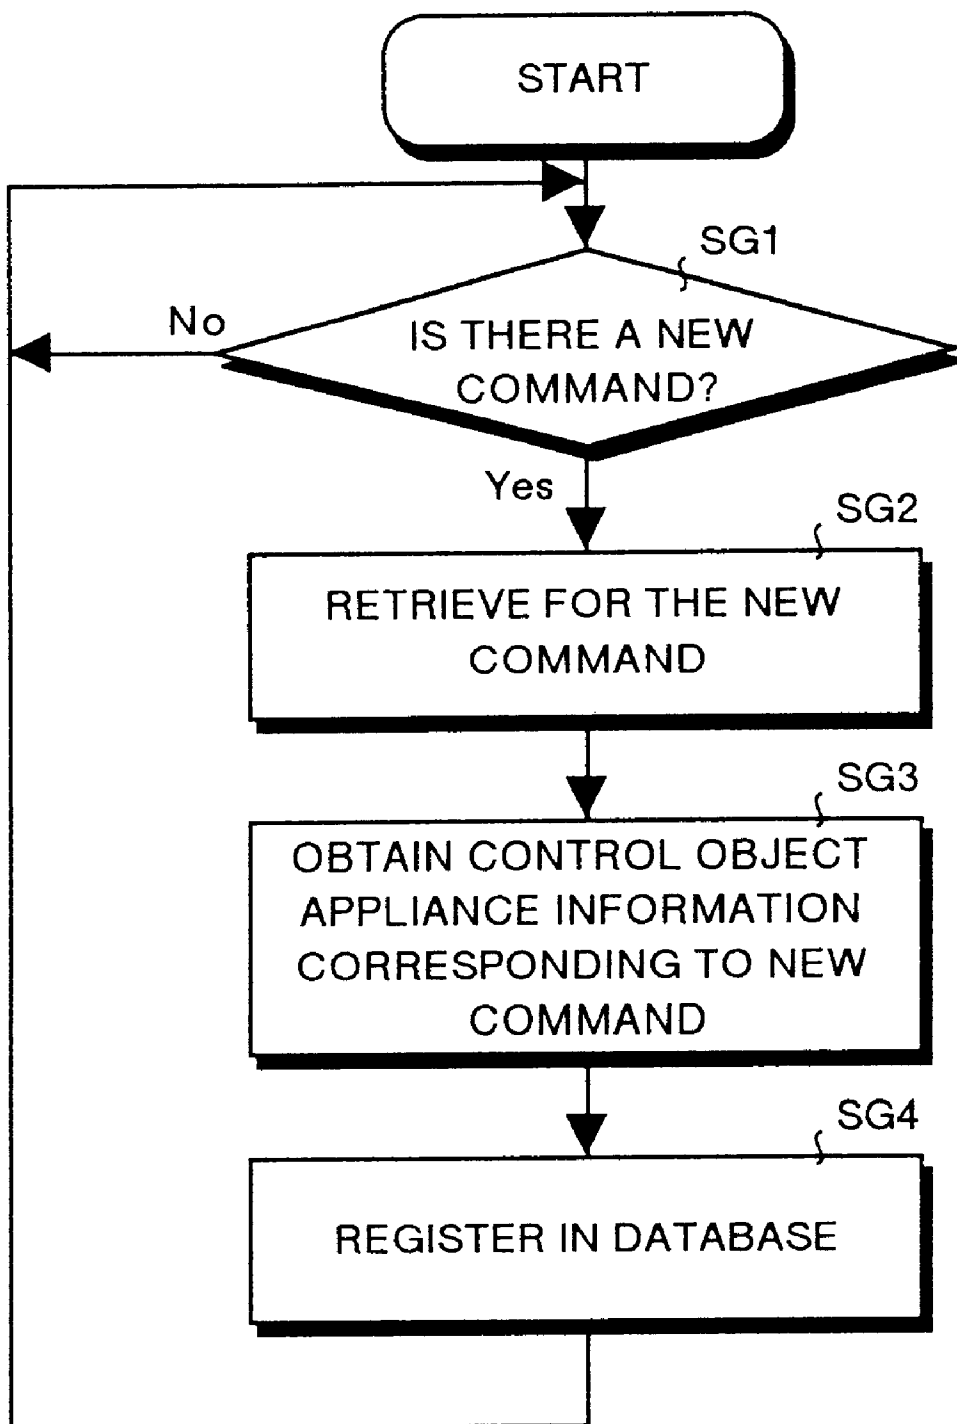 START
SG1
No
IS THERE A NEW
COMMAND?
Yes
SG2
RETRIEVE FOR THE NEW
COMMAND
SG3
OBTAIN CONTROL OBJECT
APPLIANCE INFORMATION
CORRESPONDING TO NEW
COMMAND
SG4
REGISTER IN DATABASE